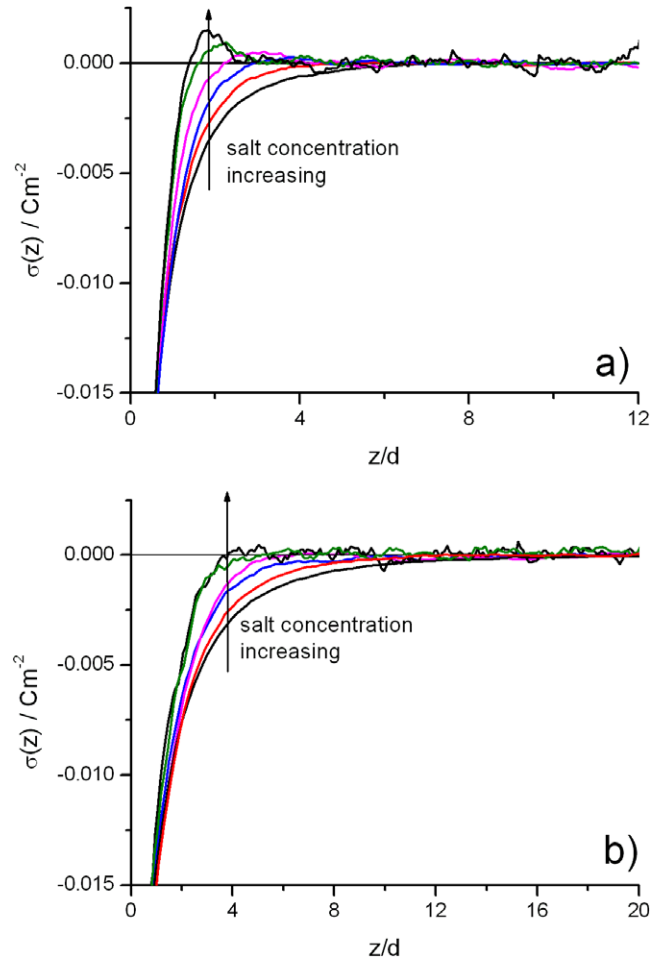 0.000
-0.005
-0.010
-0.015
σ(z) / Cm⁻²
salt concentration
increasing
a)
0 4 8 12
z/d
0.000
-0.005
-0.010
-0.015
σ(z) / Cm⁻²
salt concentration
increasing
b)
0 4 8 12 16 20
z/d